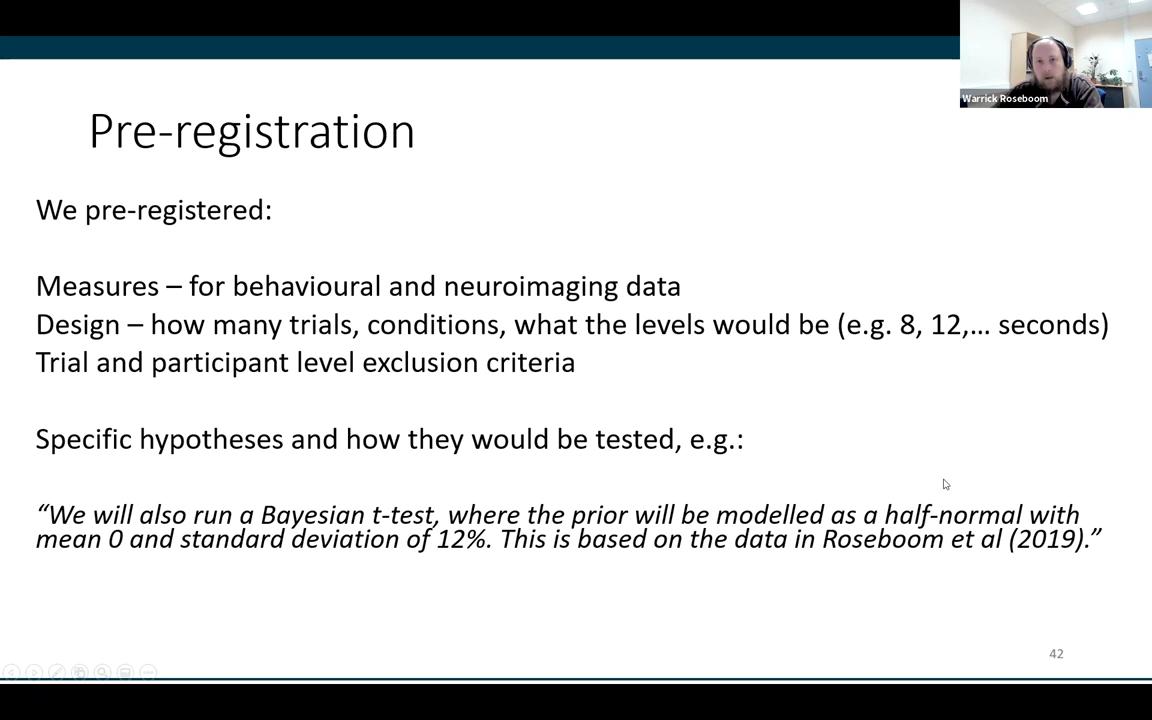 Warrick Roseboom
Pre-registration
We pre-registered:
Measures – for behavioural and neuroimaging data
Design – how many trials, conditions, what the levels would be (e.g. 8, 12,… seconds)
Trial and participant level exclusion criteria
Specific hypotheses and how they would be tested, e.g.:
“We will also run a Bayesian t-test, where the prior will be modelled as a half-normal with
mean 0 and standard deviation of 12%. This is based on the data in Roseboom et al (2019).”
42